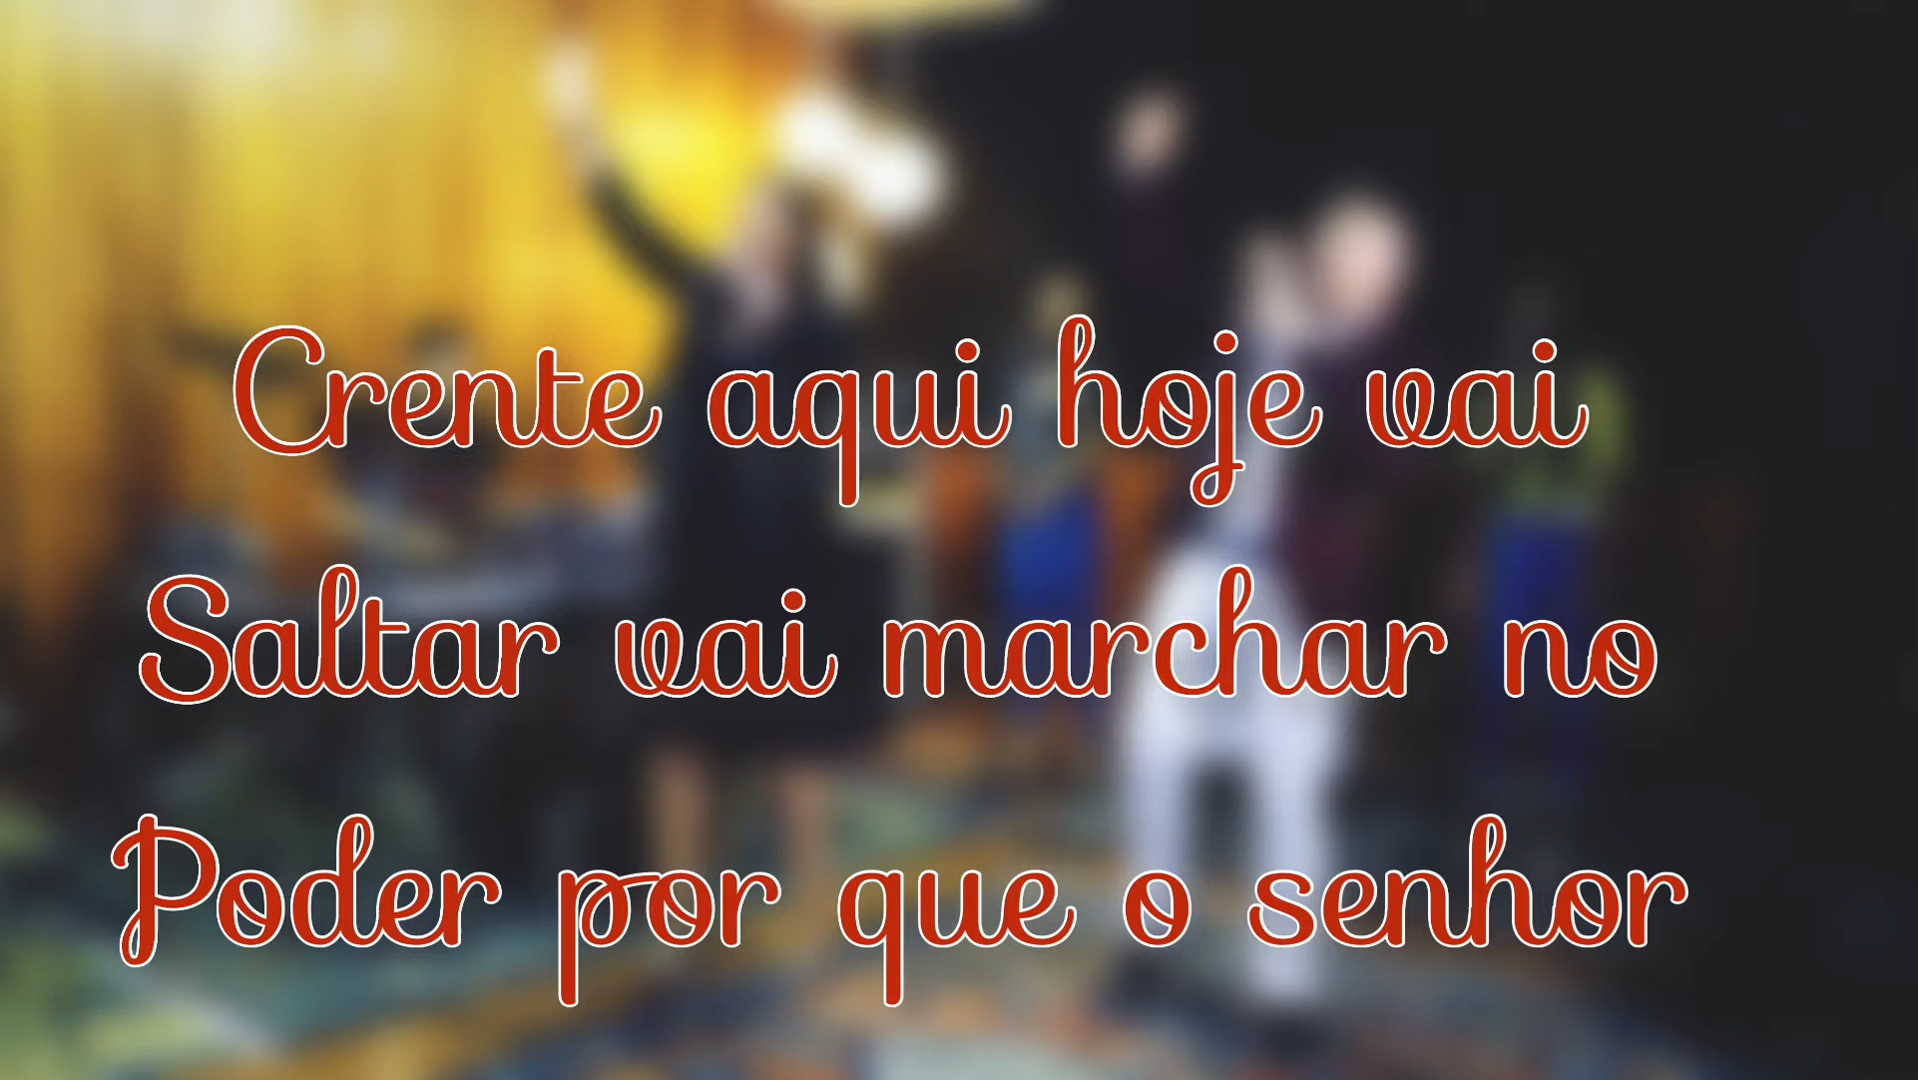 Crente aqui hoje vai
Saltar vai marchar no
Poder por que o senhor